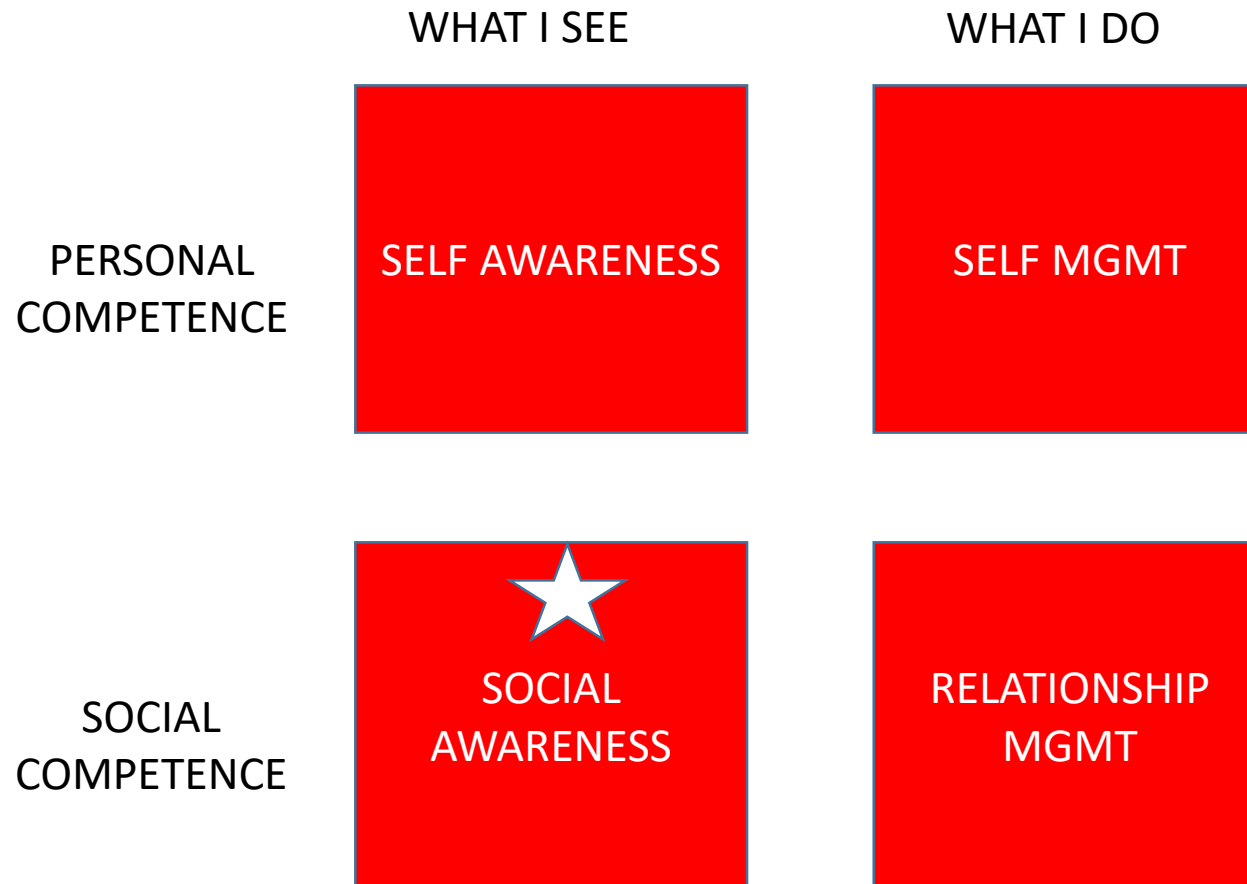 WHAT I SEE
WHAT I DO
PERSONAL
COMPETENCE
SELF AWARENESS
SELF MGMT
SOCIAL
COMPETENCE
SOCIAL
AWARENESS
RELATIONSHIP
MGMT